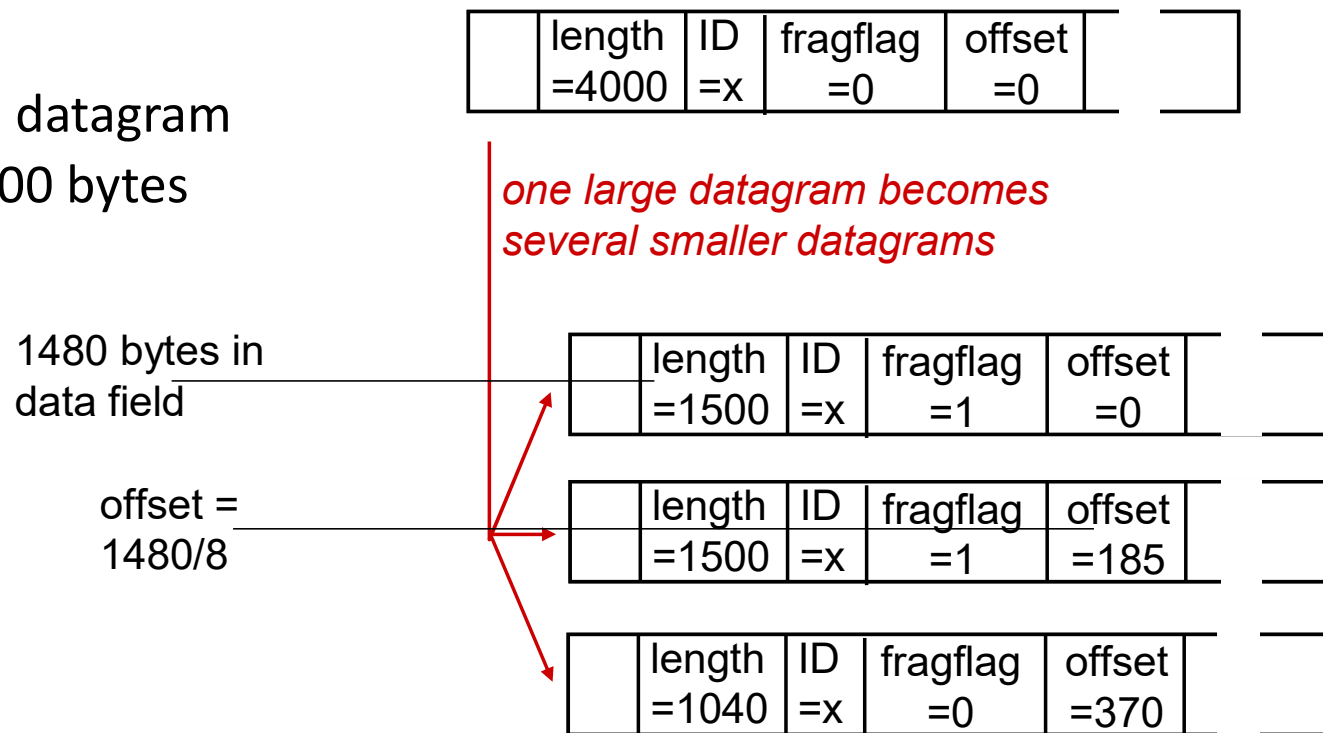 length ID fragflag offset
=4000 =x =0 =0
datagram
00 bytes
one large datagram becomes
several smaller datagrams
1480 bytes in
data field
length ID fragflag offset
=1500 =x =1 =0
offset =
1480/8
length ID fragflag offset
=1500 =x =1 =185
length ID fragflag offset
=1040 =x =0 =370